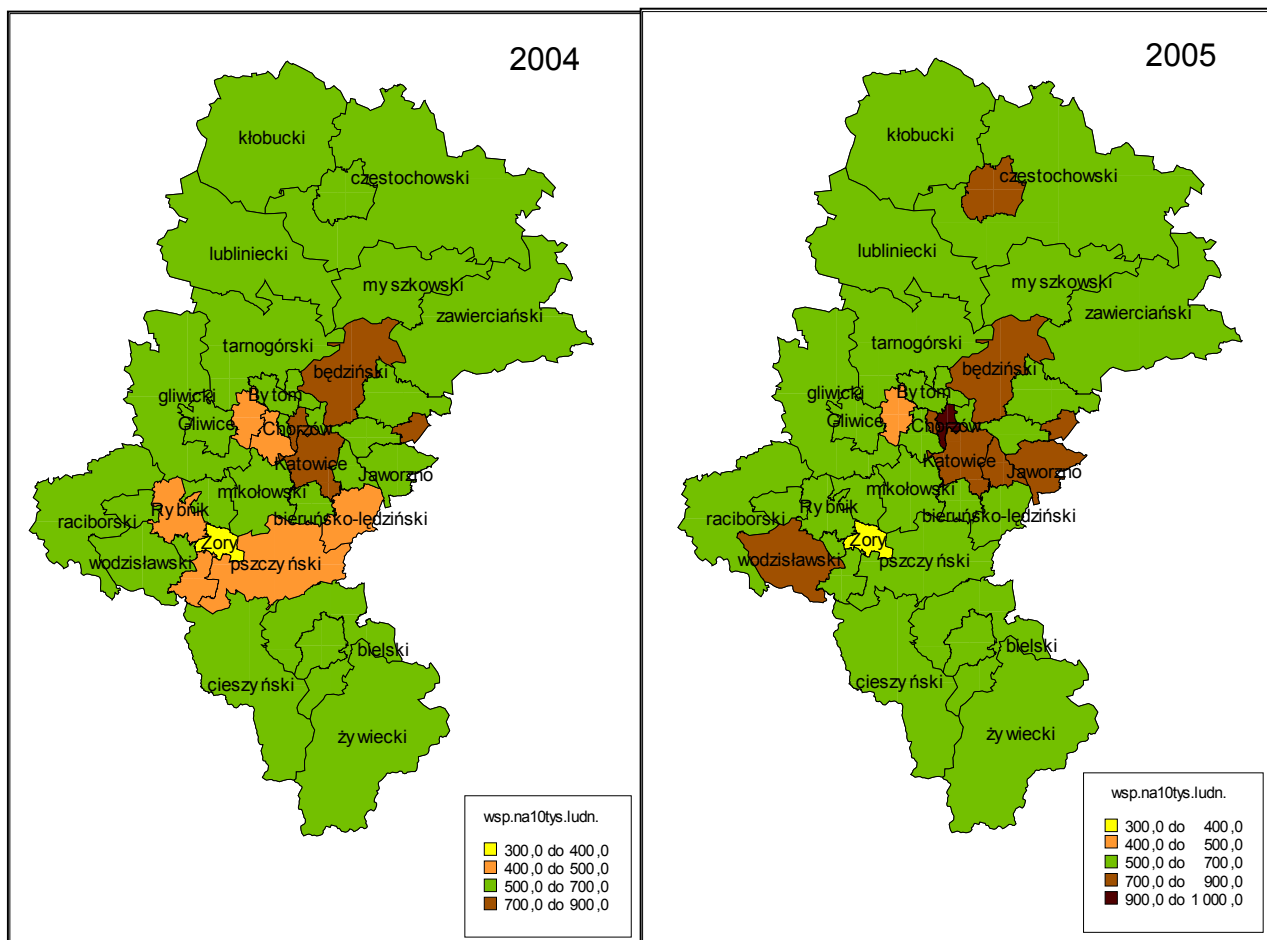 2004
kłobucki
częstochowski
lubliniecki
my szkowski
zawierciański
tarnogórski
będziński
gliwicki
By tom
Gliwice
Chorzów
Katowice
Jaworzno
mikołowski
Ry bnik
raciborski
bieruńsko-lędziński
Żory
wodzisławski
pszczy ński
bielski
cieszy ński
ży wiecki
wsp.na10tys.ludn.
300,0 do 400,0
400,0 do 500,0
500,0 do 700,0
700,0 do 900,0
2005
kłobucki
częstochowski
lubliniecki
my szkowski
zawierciański
tarnogórski
będziński
gliwicki
By tom
Gliwice
Chorzów
Katowice
Jaworzno
mikołowski
Ry bnik
raciborski
bieruńsko-lędziński
Żory
wodzisławski
pszczy ński
bielski
cieszy ński
ży wiecki
wsp.na10tys.ludn.
300,0 do 400,0
400,0 do 500,0
500,0 do 700,0
700,0 do 900,0
900,0 do 1 000,0